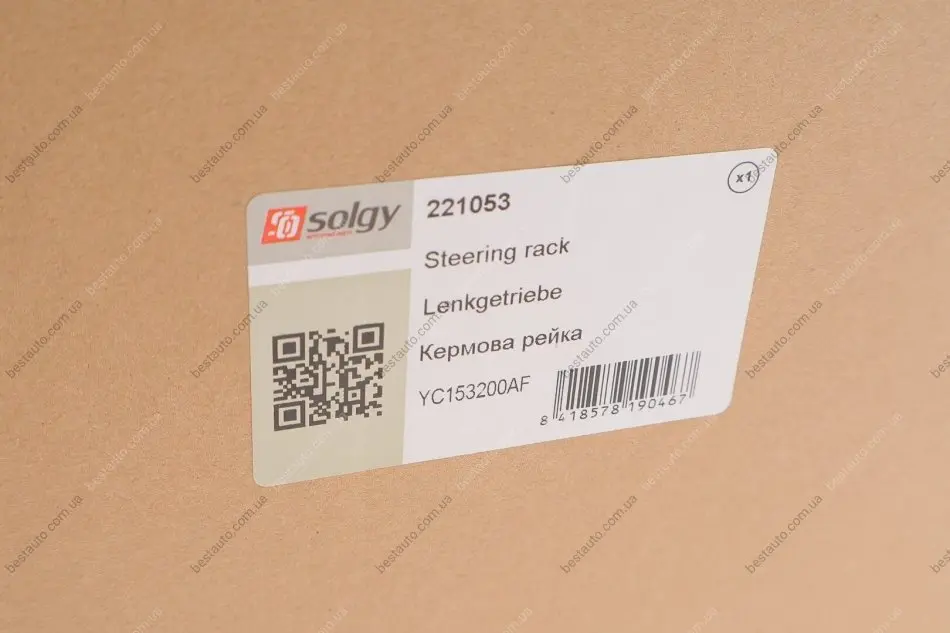 solgy
221053
x1
Steering rack
Lenkgetriebe
Кермова рейка
YC153200AF
8 418578 190467
bestauto.com.ua